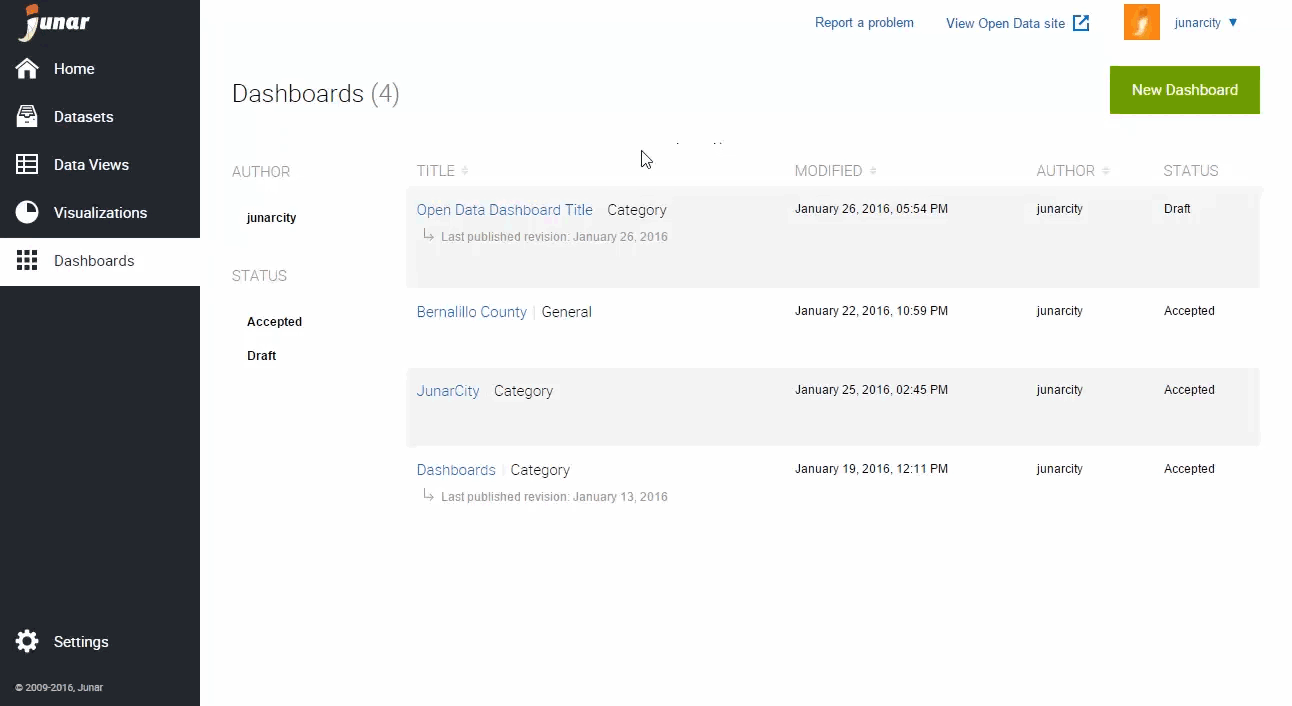 junar
Report a problem
View Open Data site
junarcity ▼
Home
Datasets
Data Views
Visualizations
Dashboards
Settings
© 2009-2016, Junar
Dashboards (4)
New Dashboard
AUTHOR
junarcity
STATUS
Accepted
Draft
TITLE MODIFIED AUTHOR STATUS
Open Data Dashboard Title Category January 26, 2016, 05:54 PM junarcity Draft
Last published revision: January 26, 2016
Bernalillo County | General January 22, 2016, 10:59 PM junarcity Accepted
JunarCity Category January 25, 2016, 02:45 PM junarcity Accepted
Dashboards | Category January 19, 2016, 12:11 PM junarcity Accepted
Last published revision: January 13, 2016